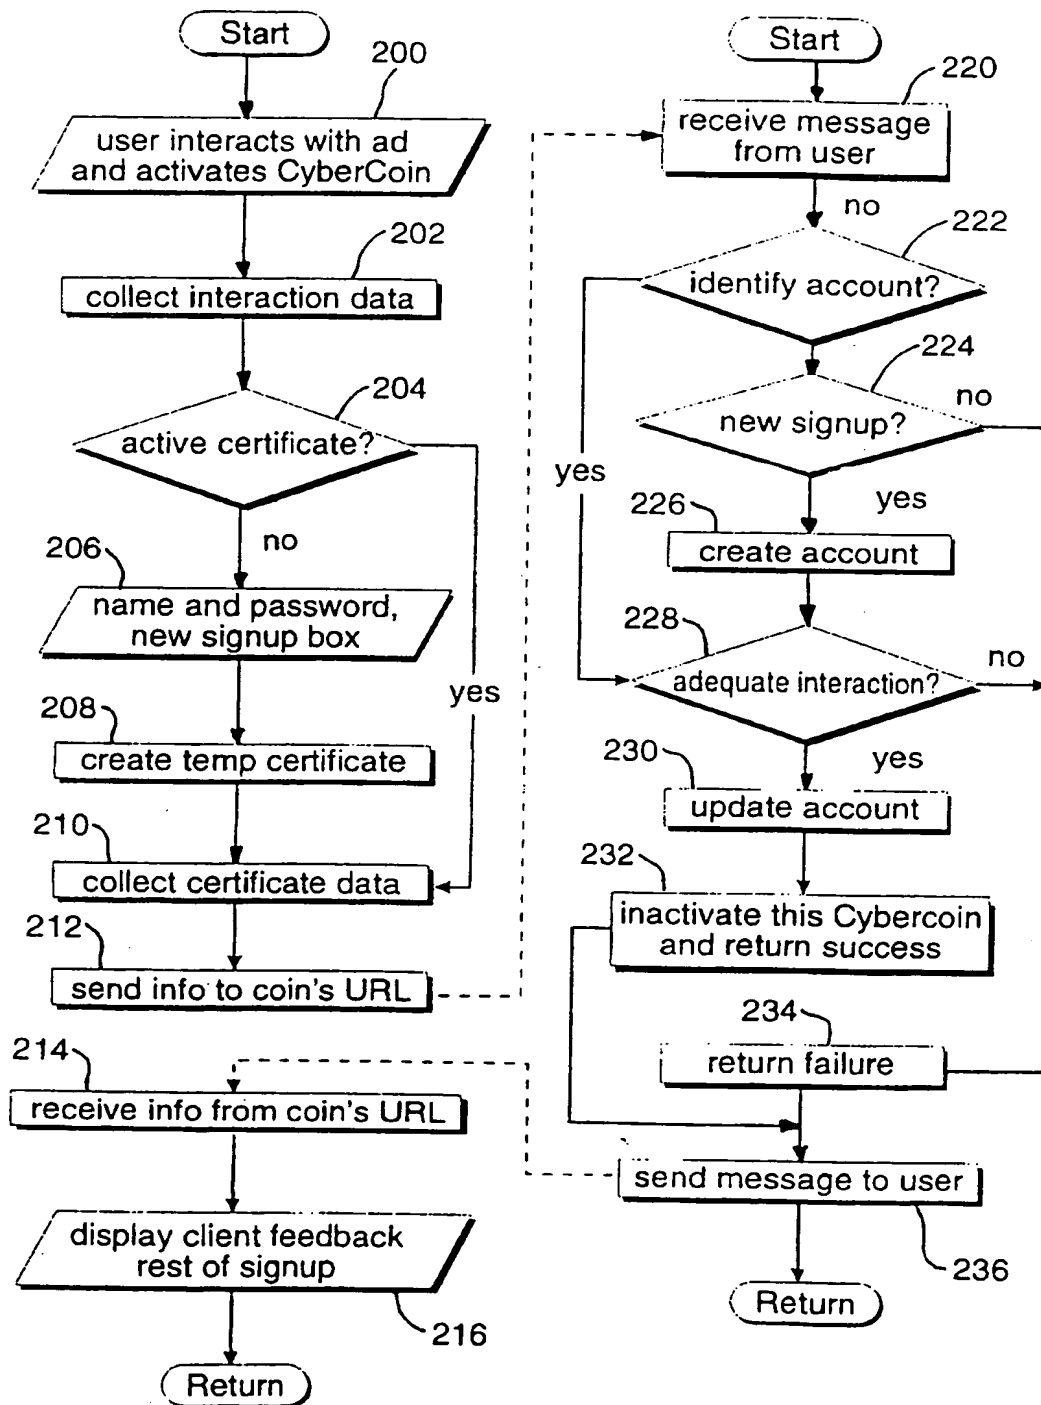 Start
200
user interacts with ad
and activates CyberCoin
202
collect interaction data
204
active certificate?
no
206
name and password,
new signup box
yes
208
create temp certificate
210
collect certificate data
212
send info to coin's URL
214
receive info from coin's URL
display client feedback
rest of signup
216
Return
Start
220
receive message
from user
no
222
identify account?
224
no
new signup?
yes
yes
226
create account
228
no
adequate interaction?
230
yes
update account
232
inactivate this Cybercoin
and return success
234
return failure
send message to user
236
Return